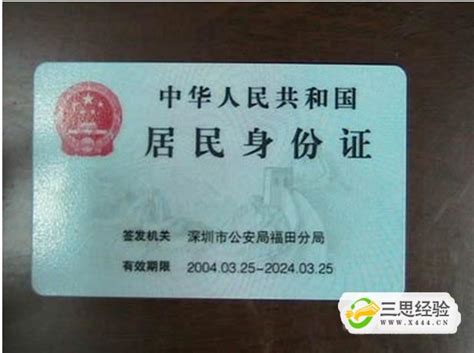 中华人民共和国
居民身份证
签发机关 深圳市公安局福田分局
有效期限 2004.03.25-2024.03.25
三思经验
WWW.X444.CN